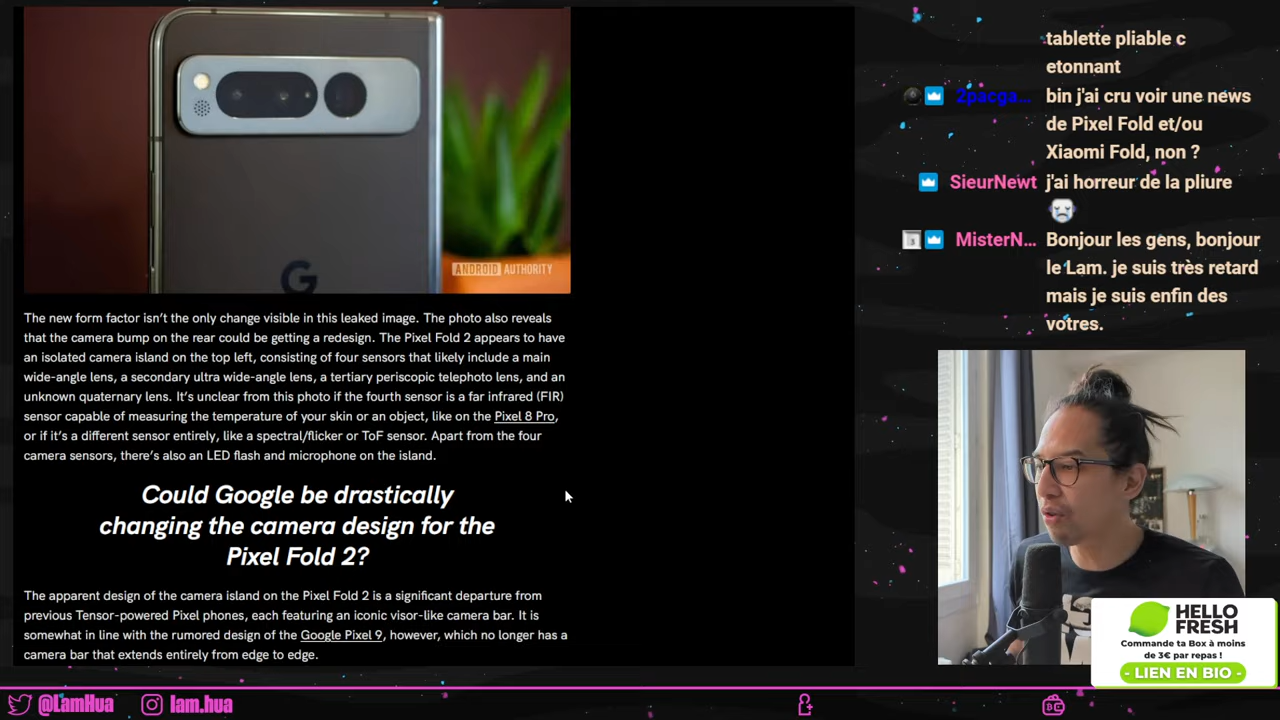 ANDROID AUTHORITY
The new form factor isn't the only change visible in this leaked image. The photo also reveals
that the camera bump on the rear could be getting a redesign. The Pixel Fold 2 appears to have
an isolated camera island on the top left, consisting of four sensors that likely include a main
wide-angle lens, a secondary ultra wide-angle lens, a tertiary periscopic telephoto lens, and an
unknown quaternary lens. It's unclear from this photo if the fourth sensor is a far infrared (FIR)
sensor capable of measuring the temperature of your skin or an object, like on the Pixel 8 Pro,
or if it's a different sensor entirely, like a spectral/flicker or ToF sensor. Apart from the four
camera sensors, there's also an LED flash and microphone on the island.
Could Google be drastically
changing the camera design for the
Pixel Fold 2?
The apparent design of the camera island on the Pixel Fold 2 is a significant departure from
previous Tensor-powered Pixel phones, each featuring an iconic visor-like camera bar. It is
somewhat in line with the rumored design of the Google Pixel 9, however, which no longer has a
camera bar that extends entirely from edge to edge.
tablette pliable c
etonnant
2pacga... bin j'ai cru voir une news
de Pixel Fold et/ou
Xiaomi Fold, non ?
SieurNewt j'ai horreur de la pliure
MisterN... Bonjour les gens, bonjour
le Lam. je suis très retard
mais je suis enfin des
votres.
HELLO
FRESH
Commande ta Box à moins
de 3€ par repas !
- LIEN EN BIO -
@LamHua
lam.hua